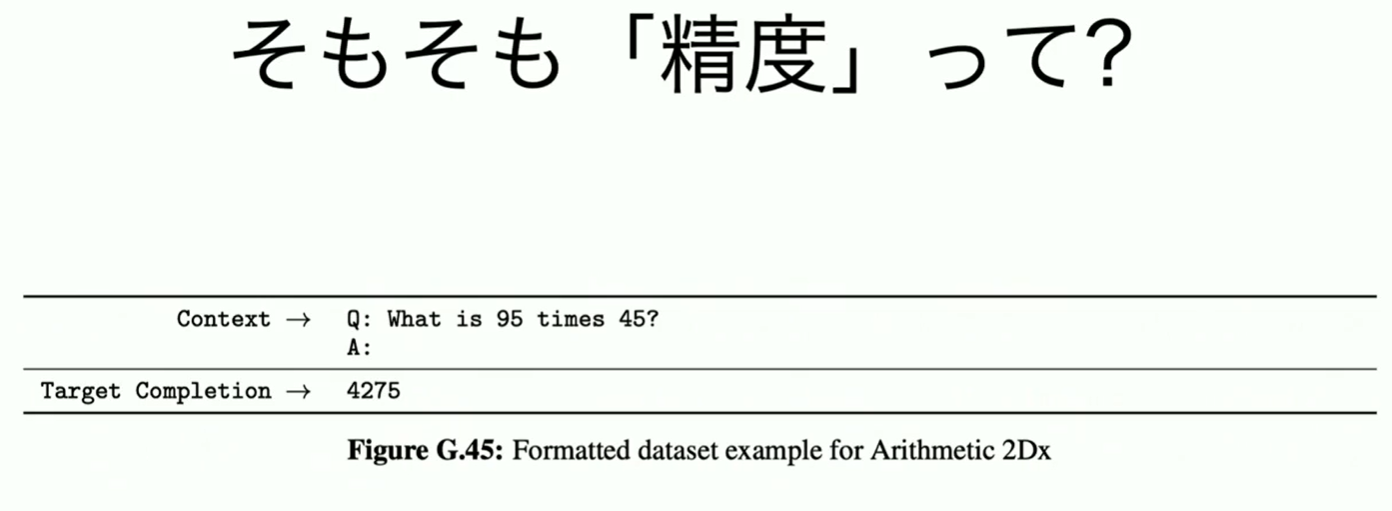 そもそも「精度」って?
Context → Q: What is 95 times 45?
A:
Target Completion → 4275
Figure G.45: Formatted dataset example for Arithmetic 2Dx